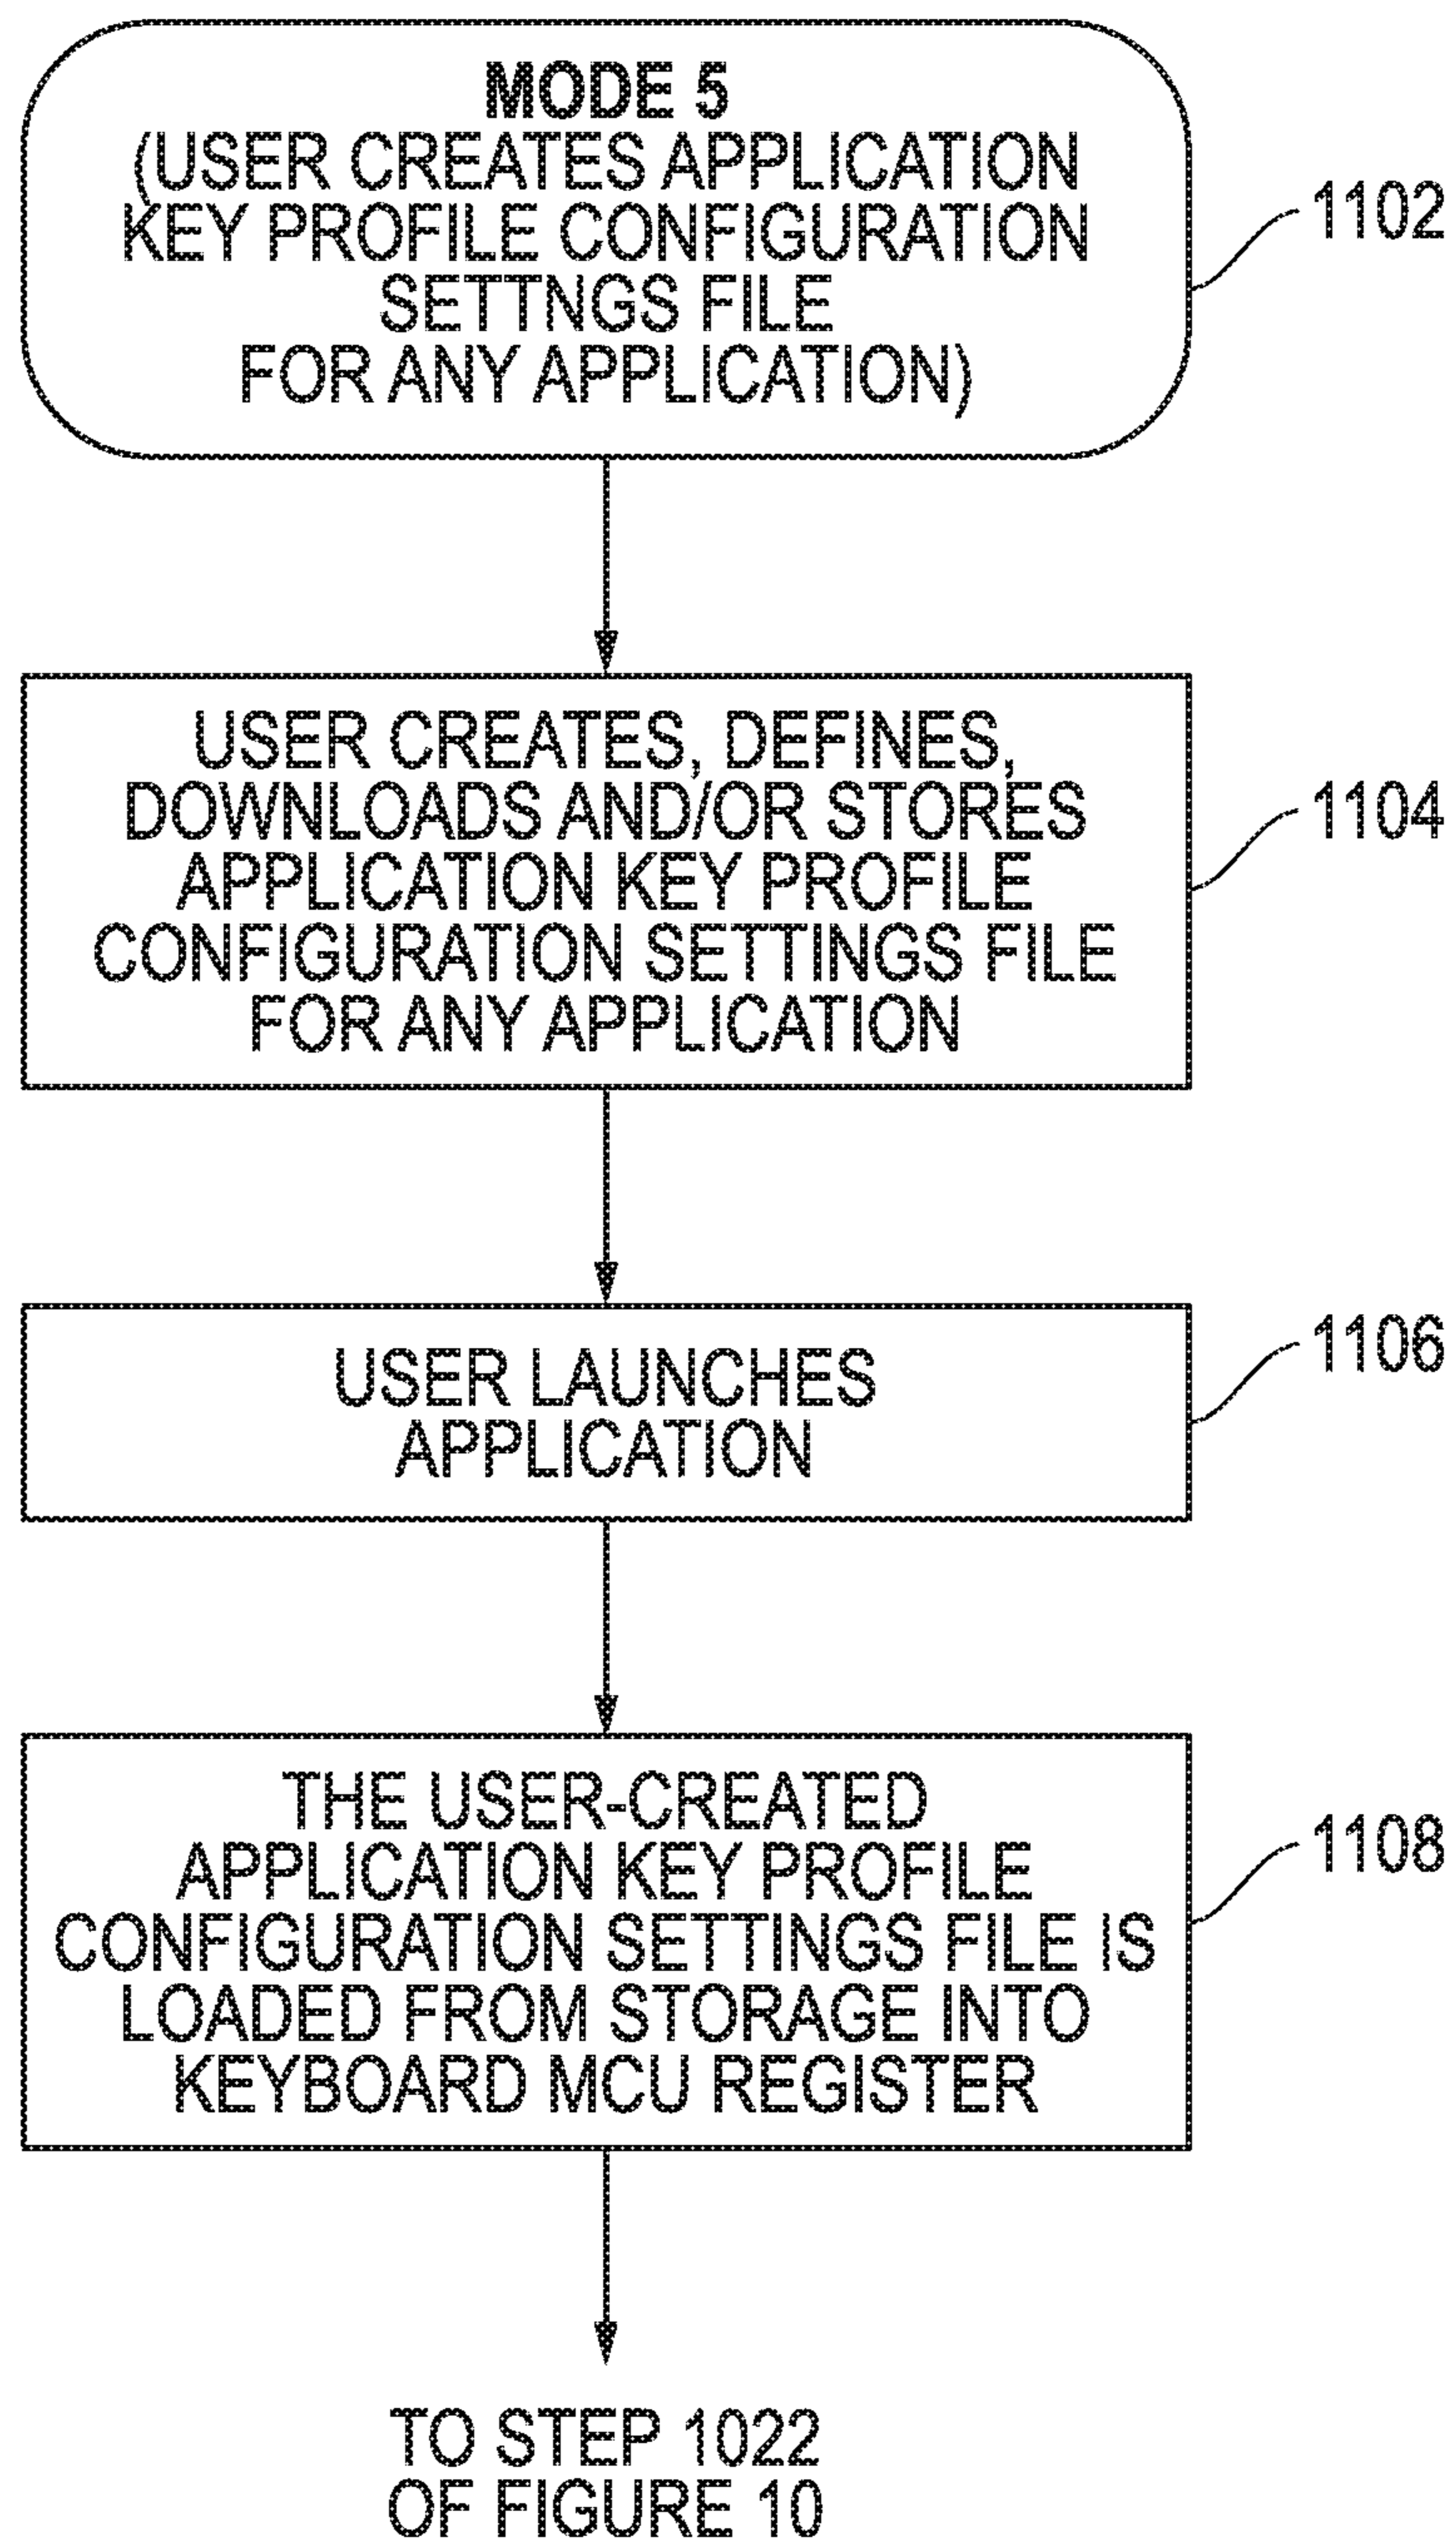 MODE 5
(USER CREATES APPLICATION
KEY PROFILE CONFIGURATION
SETTNGS FILE
FOR ANY APPLICATION)
1102
USER CREATES, DEFINES,
DOWNLOADS AND/OR STORES
APPLICATION KEY PROFILE
CONFIGURATION SETTINGS FILE
FOR ANY APPLICATION
1104
USER LAUNCHES
APPLICATION
1106
THE USER-CREATED
APPLICATION KEY PROFILE
CONFIGURATION SETTINGS FILE IS
LOADED FROM STORAGE INTO
KEYBOARD MCU REGISTER
1108
TO STEP 1022
OF FIGURE 10